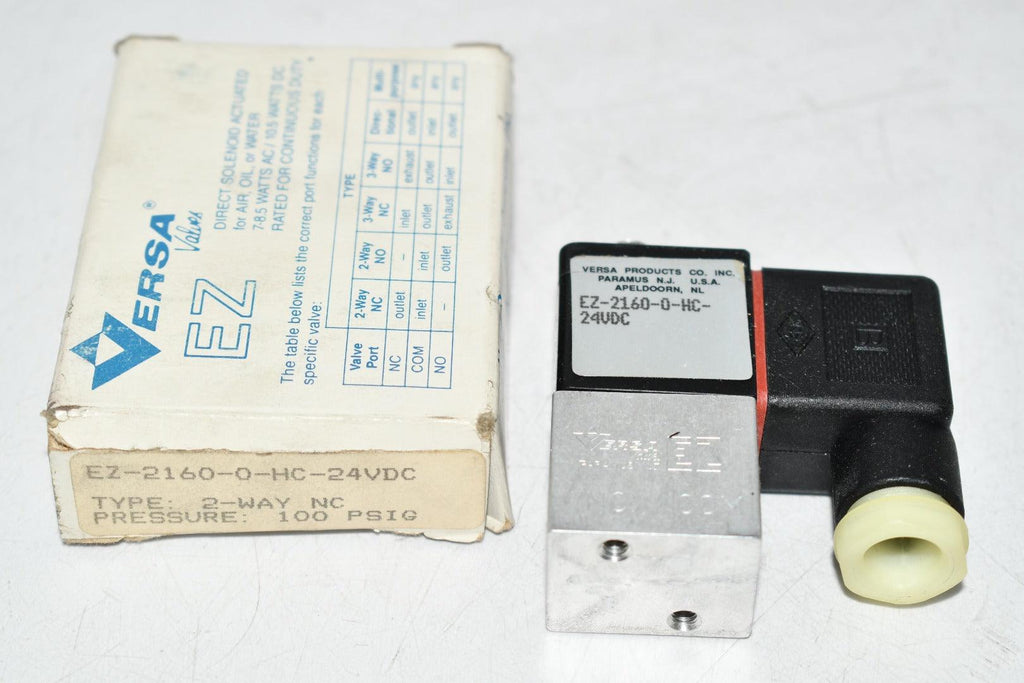 VERSA®
Valves
EZ
DIRECT SOLENOID ACTUATED
for AIR, OIL, or WATER
7-8.5 WATTS AC / 10.5 WATTS DC
RATED FOR CONTINUOUS DUTY
The table below lists the correct port functions for each
specific valve:
TYPE
Valve Port 2-Way NC 2-Way NO 3-Way NC 3-Way NO Direc- tional Multi- purpose
NC outlet – inlet exhaust outlet any
COM inlet inlet outlet outlet inlet any
NO – outlet exhaust inlet outlet any
EZ-2160-0-HC-24VDC
TYPE: 2-WAY NC
PRESSURE: 100 PSIG
VERSA PRODUCTS CO. INC.
PARAMUS N.J. U.S.A.
APELDOORN, NL
EZ-2160-0-HC-
24VDC
EZ